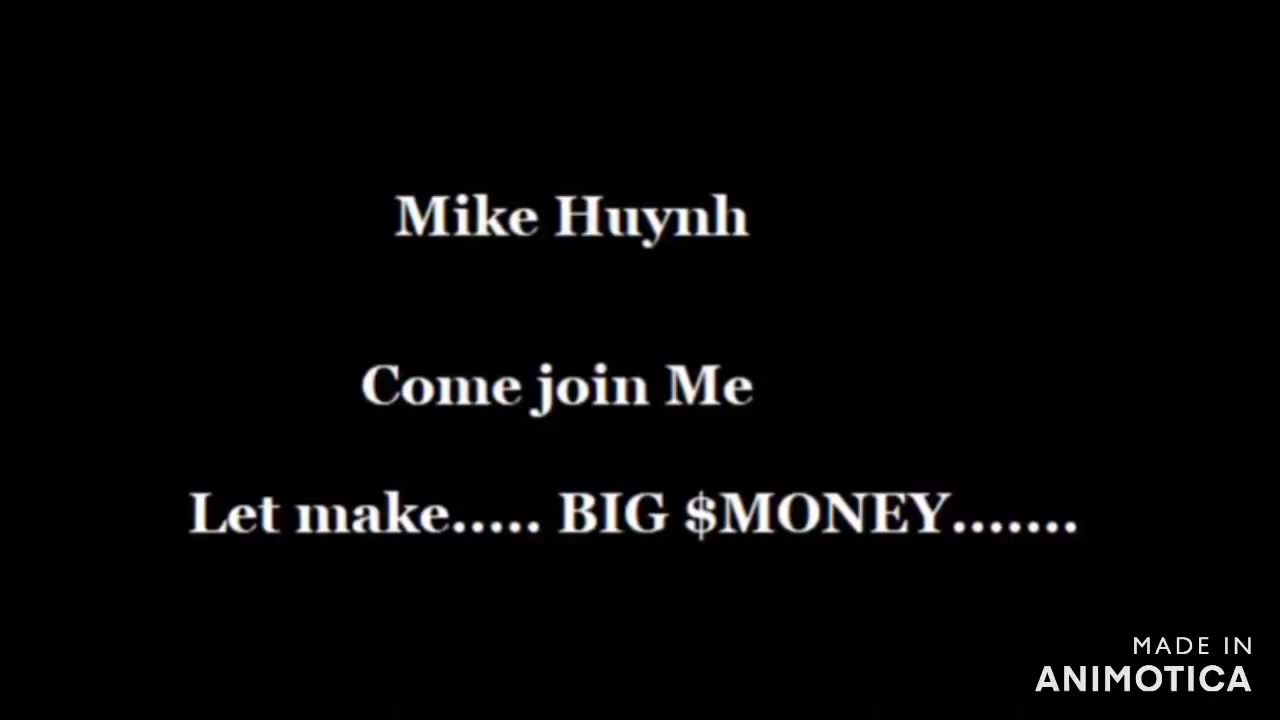 Mike Huynh
Come join Me
Let make..... BIG $MONEY.......
MADE IN
ANIMOTICA